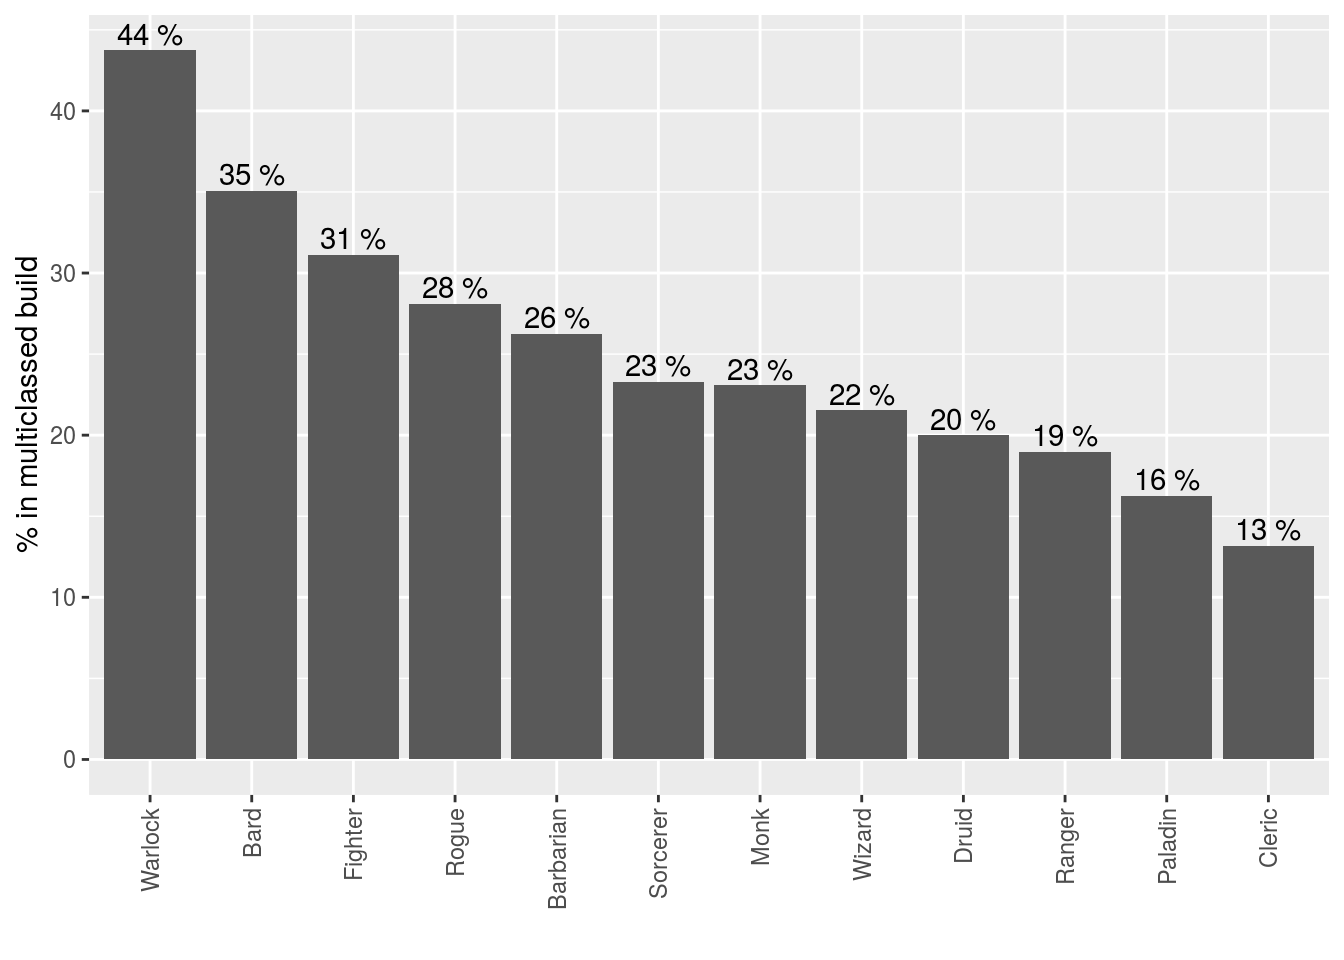 44 %
35 %
31 %
28 %
26 %
23 %
23 %
22 %
20 %
19 %
16 %
13 %
% in multiclassed build
40
30
20
10
0
Warlock
Bard
Fighter
Rogue
Barbarian
Sorcerer
Monk
Wizard
Druid
Ranger
Paladin
Cleric